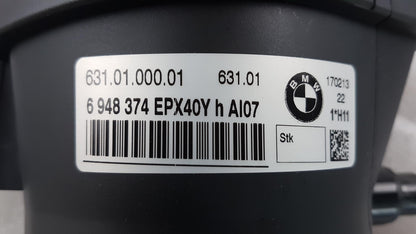 631.01.000.01 631.01
6 948 374 EPX40Y h AI07
BMW
170213
22
1*H11
Stk